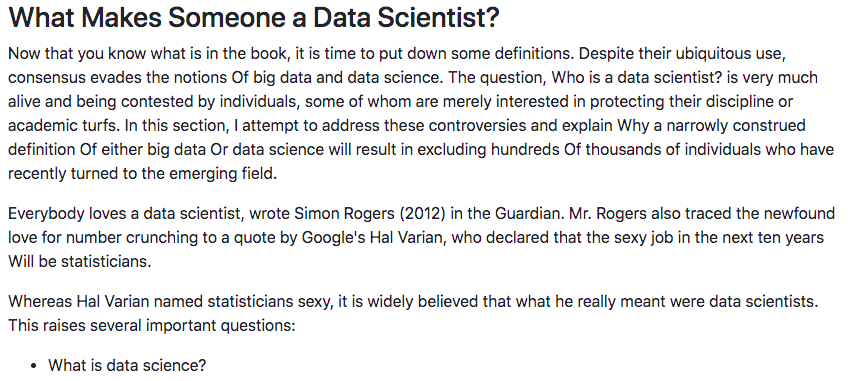 What Makes Someone a Data Scientist?
Now that you know what is in the book, it is time to put down some definitions. Despite their ubiquitous use,
consensus evades the notions Of big data and data science. The question, Who is a data scientist? is very much
alive and being contested by individuals, some of whom are merely interested in protecting their discipline or
academic turfs. In this section, I attempt to address these controversies and explain Why a narrowly construed
definition Of either big data Or data science will result in excluding hundreds Of thousands of individuals who have
recently turned to the emerging field.
Everybody loves a data scientist, wrote Simon Rogers (2012) in the Guardian. Mr. Rogers also traced the newfound
love for number crunching to a quote by Google's Hal Varian, who declared that the sexy job in the next ten years
Will be statisticians.
Whereas Hal Varian named statisticians sexy, it is widely believed that what he really meant were data scientists.
This raises several important questions:
• What is data science?